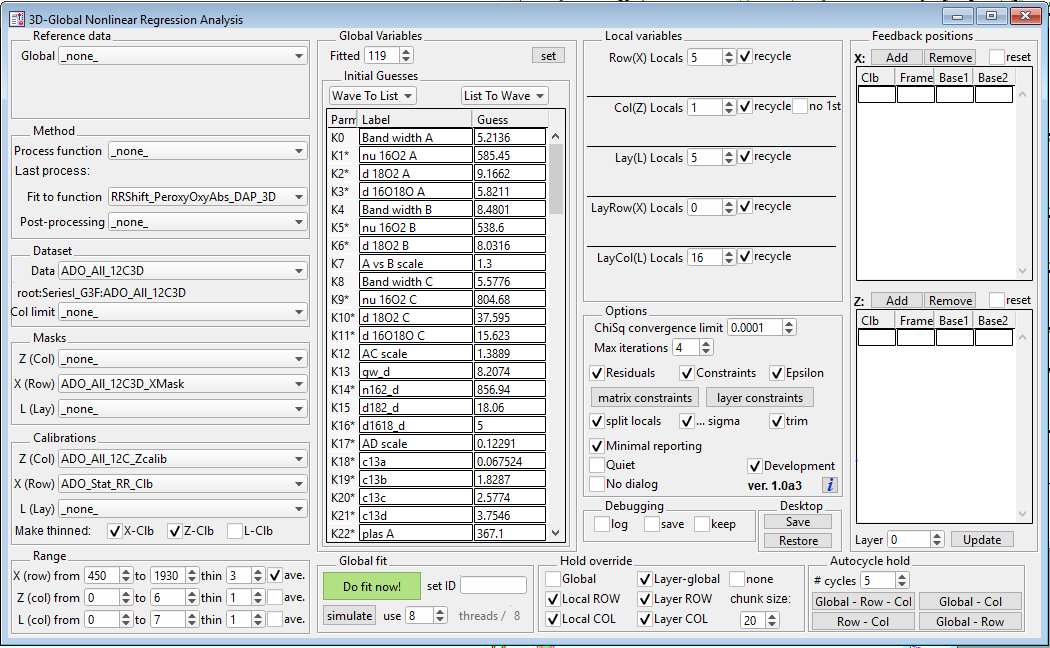 3D-Global Nonlinear Regression Analysis
Reference data
Global _none_
Method
Process function _none_
Last process:
Fit to function RRShift_PeroxyOxyAbs_DAP_3D
Post-processing _none_
Dataset
Data ADO_All_12C3D
root:SeriesI_G3F:ADO_All_12C3D
Col limit _none_
Masks
Z (Col) _none_
X (Row) ADO_All_12C3D_XMask
L (Lay) _none_
Calibrations
Z (Col) ADO_All_12C_Zcalib
X (Row) ADO_Stat_RR_Clb
L (Lay) _none_
Make thinned: X-Clb Z-Clb L-Clb
Range
X (row) from 450 to 1930 thin 3 ave.
Z (col) from 0 to 6 thin 1 ave.
L (col) from 0 to 7 thin 1 ave.
Global Variables
Fitted 119 set
Initial Guesses
Wave To List List To Wave
Parm Label Guess
K0 Band width A 5.2136
K1* nu 16O2 A 585.45
K2* d 18O2 A 9.1662
K3* d 16O18O A 5.8211
K4 Band width B 8.4801
K5* nu 16O2 B 538.6
K6* d 18O2 B 8.0316
K7 A vs B scale 1.3
K8 Band width C 5.5776
K9* nu 16O2 C 804.68
K10* d 18O2 C 37.595
K11* d 16O18O C 15.623
K12 AC scale 1.3889
K13 gw_d 8.2074
K14* n162_d 856.94
K15 d182_d 18.06
K16* d1618_d 5
K17* AD scale 0.12291
K18* c13a 0.067524
K19* c13b 1.8287
K20* c13c 2.5774
K21* c13d 3.7546
K22* plas A 367.1
Global fit
Do fit now! set ID
simulate use 8 threads / 8
Local variables
Row(X) Locals 5 recycle
Col(Z) Locals 1 recycle no 1st
Lay(L) Locals 5 recycle
LayRow(X) Locals 0 recycle
LayCol(L) Locals 16 recycle
Options
ChiSq convergence limit 0.0001
Max iterations 4
Residuals Constraints Epsilon
matrix constraints layer constraints
split locals ... sigma trim
Minimal reporting
Quiet Development
No dialog ver. 1.0a3 i
Debugging
log save keep
Desktop
Save
Restore
Hold override
Global Layer-global none
Local ROW Layer ROW chunk size:
Local COL Layer COL 20
Feedback positions
X: Add Remove reset
Clb Frame Base1 Base2
Z: Add Remove reset
Clb Frame Base1 Base2
Layer 0 Update
Autocycle hold
# cycles 5
Global - Row - Col Global - Col
Row - Col Global - Row